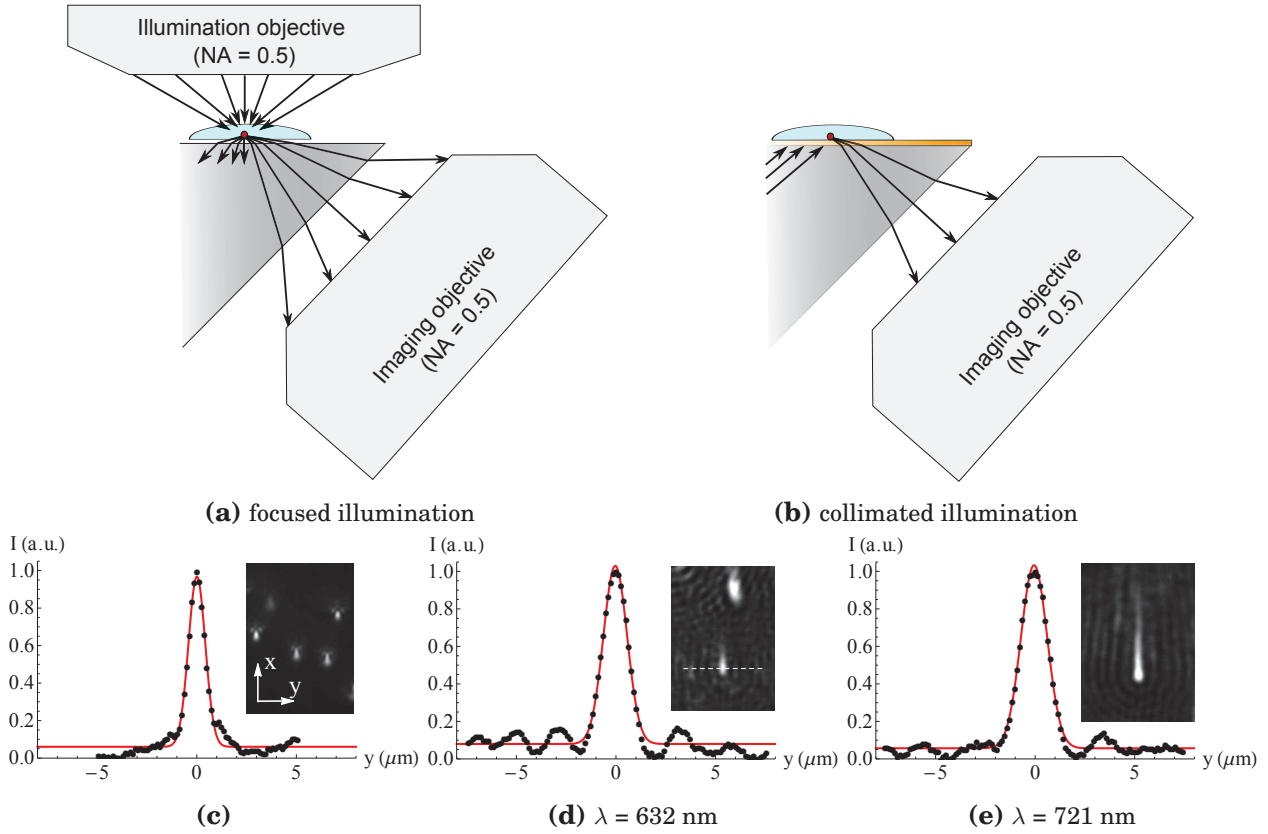 Illumination objective
(NA = 0.5)
Imaging objective
(NA = 0.5)
Imaging objective
(NA = 0.5)
(a) focused illumination
(b) collimated illumination
I (a.u.)
1.0
0.8
0.6
0.4
0.2
0.0
−5
0
5
y (μm)
x
y
(c)
I (a.u.)
1.0
0.8
0.6
0.4
0.2
0.0
−5
0
5
y (μm)
(d) λ = 632 nm
I (a.u.)
1.0
0.8
0.6
0.4
0.2
0.0
−5
0
5
y (μm)
(e) λ = 721 nm